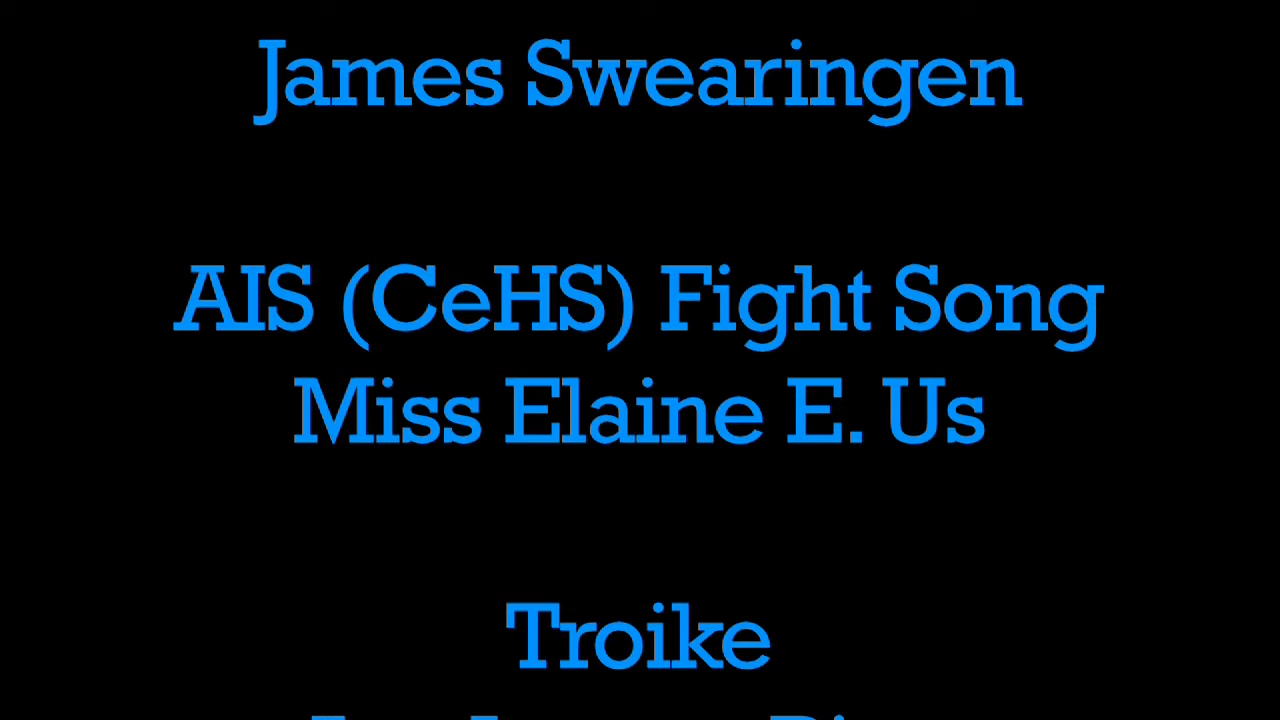 James Swearingen
AIS (CeHS) Fight Song
Miss Elaine E. Us
Troike